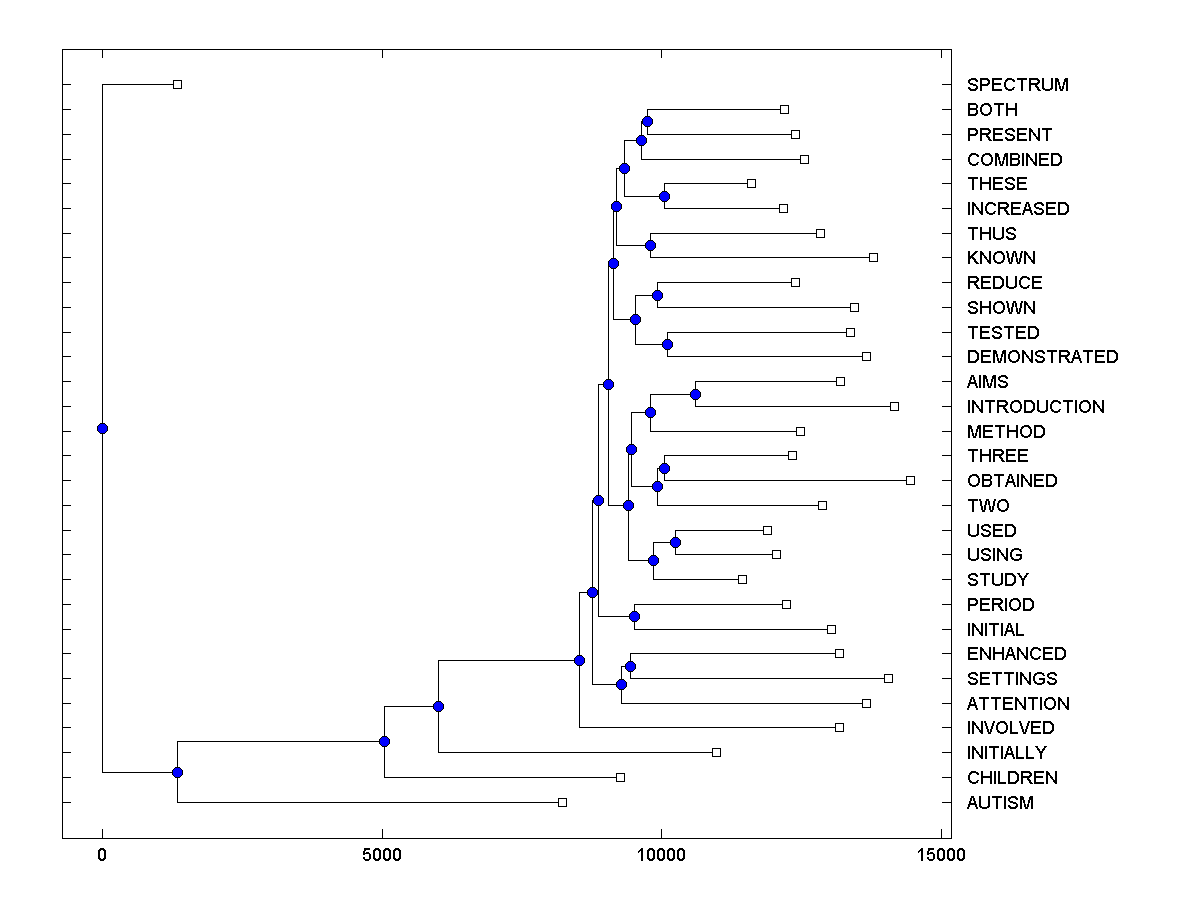 SPECTRUM
BOTH
PRESENT
COMBINED
THESE
INCREASED
THUS
KNOWN
REDUCE
SHOWN
TESTED
DEMONSTRATED
AIMS
INTRODUCTION
METHOD
THREE
OBTAINED
TWO
USED
USING
STUDY
PERIOD
INITIAL
ENHANCED
SETTINGS
ATTENTION
INVOLVED
INITIALLY
CHILDREN
AUTISM
0 5000 10000 15000